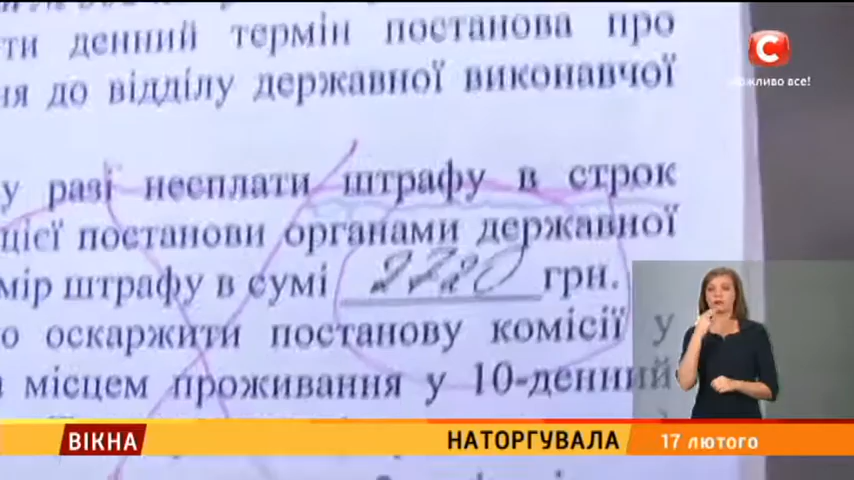 ти денний термін постанова про
ня до відділу державної виконавчої
у разі несплати штрафу в строк
цієї постанови органами державної
мір штрафу в сумі 2720 грн.
оскаржити постанову комісії у
місцем проживання у 10-денний
С
можливо все!
ВІКНА
НАТОРГУВАЛА
17 лютого